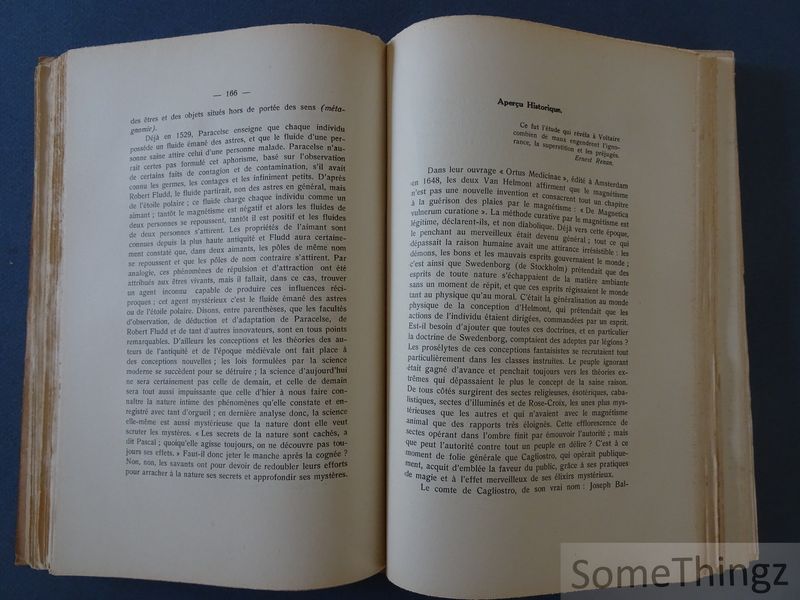 — 166 —
des êtres et des objets situés hors de portée des sens (méta-
gnomie).
Déjà en 1529, Paracelse enseigne que chaque individu
possède un fluide émané des astres, et que le fluide d'une per-
sonne saine attire celui d'une personne malade. Paracelse n'au-
rait certes pas formulé cet aphorisme, basé sur l'observation
de certains faits de contagion et de contamination, s'il avait
connu les germes, les contages et les infiniment petits. D'après
Robert Fludd, le fluide partirait, non des astres en général, mais
de l'étoile polaire ; ce fluide charge chaque individu comme un
aimant ; tantôt le magnétisme est négatif et alors les fluides de
deux personnes se repoussent, tantôt il est positif et les fluides
de deux personnes s'attirent. Les propriétés de l'aimant sont
connues depuis la plus haute antiquité et Fludd aura certaine-
ment constaté que, dans deux aimants, les pôles de même nom
se repoussent et que les pôles de nom contraire s'attirent. Par
analogie, ces phénomènes de répulsion et d'attraction ont été
attribués aux êtres vivants, mais il fallait, dans ce cas, trouver
un agent inconnu capable de produire ces influences réci-
proques ; cet agent mystérieux c'est le fluide émané des astres
ou de l'étoile polaire. Disons, entre parenthèses, que les facultés
d'observation, de déduction et d'adaptation de Paracelse, de
Robert Fludd et de tant d'autres innovateurs, sont en tous points
remarquables. D'ailleurs les conceptions et les théories des au-
teurs de l'antiquité et de l'époque médiévale ont fait place à
des conceptions nouvelles ; les lois formulées par la science
moderne se succèdent pour se détruire ; la science d'aujourd'hui
ne sera certainement pas celle de demain, et celle de demain
sera tout aussi impuissante que celle d'hier à nous faire con-
naître la nature intime des phénomènes qu'elle constate et en-
registré avec tant d'orgueil ; en dernière analyse donc, la science
elle-même est aussi mystérieuse que la nature dont elle veut
scruter les mystères. « Les secrets de la nature sont cachés, a
dit Pascal ; quoiqu'elle agisse toujours, on ne découvre pas tou-
jours ses effets. » Faut-il donc jeter le manche après la cognée ?
Non, non, les savants ont pour devoir de redoubler leurs efforts
pour arracher à la nature ses secrets et approfondir ses mystères.
Aperçu Historique.
Ce fut l'étude qui révéla à Voltaire
combien de maux engendrent l'igno-
rance, la superstition et les préjugés.
Ernest Renan.
Dans leur ouvrage « Ortus Medicinae », édité à Amsterdam
en 1648, les deux Van Helmont affirment que le magnétisme
n'est pas une nouvelle invention et consacrent tout un chapitre
à la guérison des plaies par le magnétisme : « De Magnetica
vulnerum curatione ». La méthode curative par le magnétisme est
légitime, déclarent-ils, et non diabolique. Déjà vers cette époque,
le penchant au merveilleux était devenu général ; tout ce qui
dépassait la raison humaine avait une attirance irrésistible : les
démons, les bons et les mauvais esprits gouvernaient le monde ;
c'est ainsi que Swedenborg (de Stockholm) prétendait que des
esprits de toute nature s'échappaient de la matière ambiante
sans un moment de répit, et que ces esprits régissaient le monde
tant au physique qu'au moral. C'était la généralisation au monde
physique de la conception d'Helmont, qui prétendait que les
actions de l'individu étaient dirigées, commandées par un esprit.
Est-il besoin d'ajouter que toutes ces doctrines, et en particulier
la doctrine de Swedenborg, comptaient des adeptes par légions ?
Les prosélytes de ces conceptions fantaisistes se recrutaient tout
particulièrement dans les classes instruites. Le peuple ignorant
était gagné d'avance et penchait toujours vers les théories ex-
trêmes qui dépassaient le plus le concept de la saine raison.
De tous côtés surgirent des sectes religieuses, ésotériques, caba-
listiques, sectes d'illuminés et de Rose-Croix, les unes plus mys-
térieuses que les autres et qui n'avaient avec le magnétisme
animal que des rapports très éloignés. Cette efflorescence de
sectes opérant dans l'ombre finit par émouvoir l'autorité ; mais
que peut l'autorité contre tout un peuple en délire ? C'est à ce
moment de folie générale que Cagliostro, qui opérait publique-
ment, acquit d'emblée la faveur du public, grâce à ses pratiques
de magie et à l'effet merveilleux de ses élixirs mystérieux.
Le comte de Cagliostro, de son vrai nom : Joseph Bal-
SomeThingz